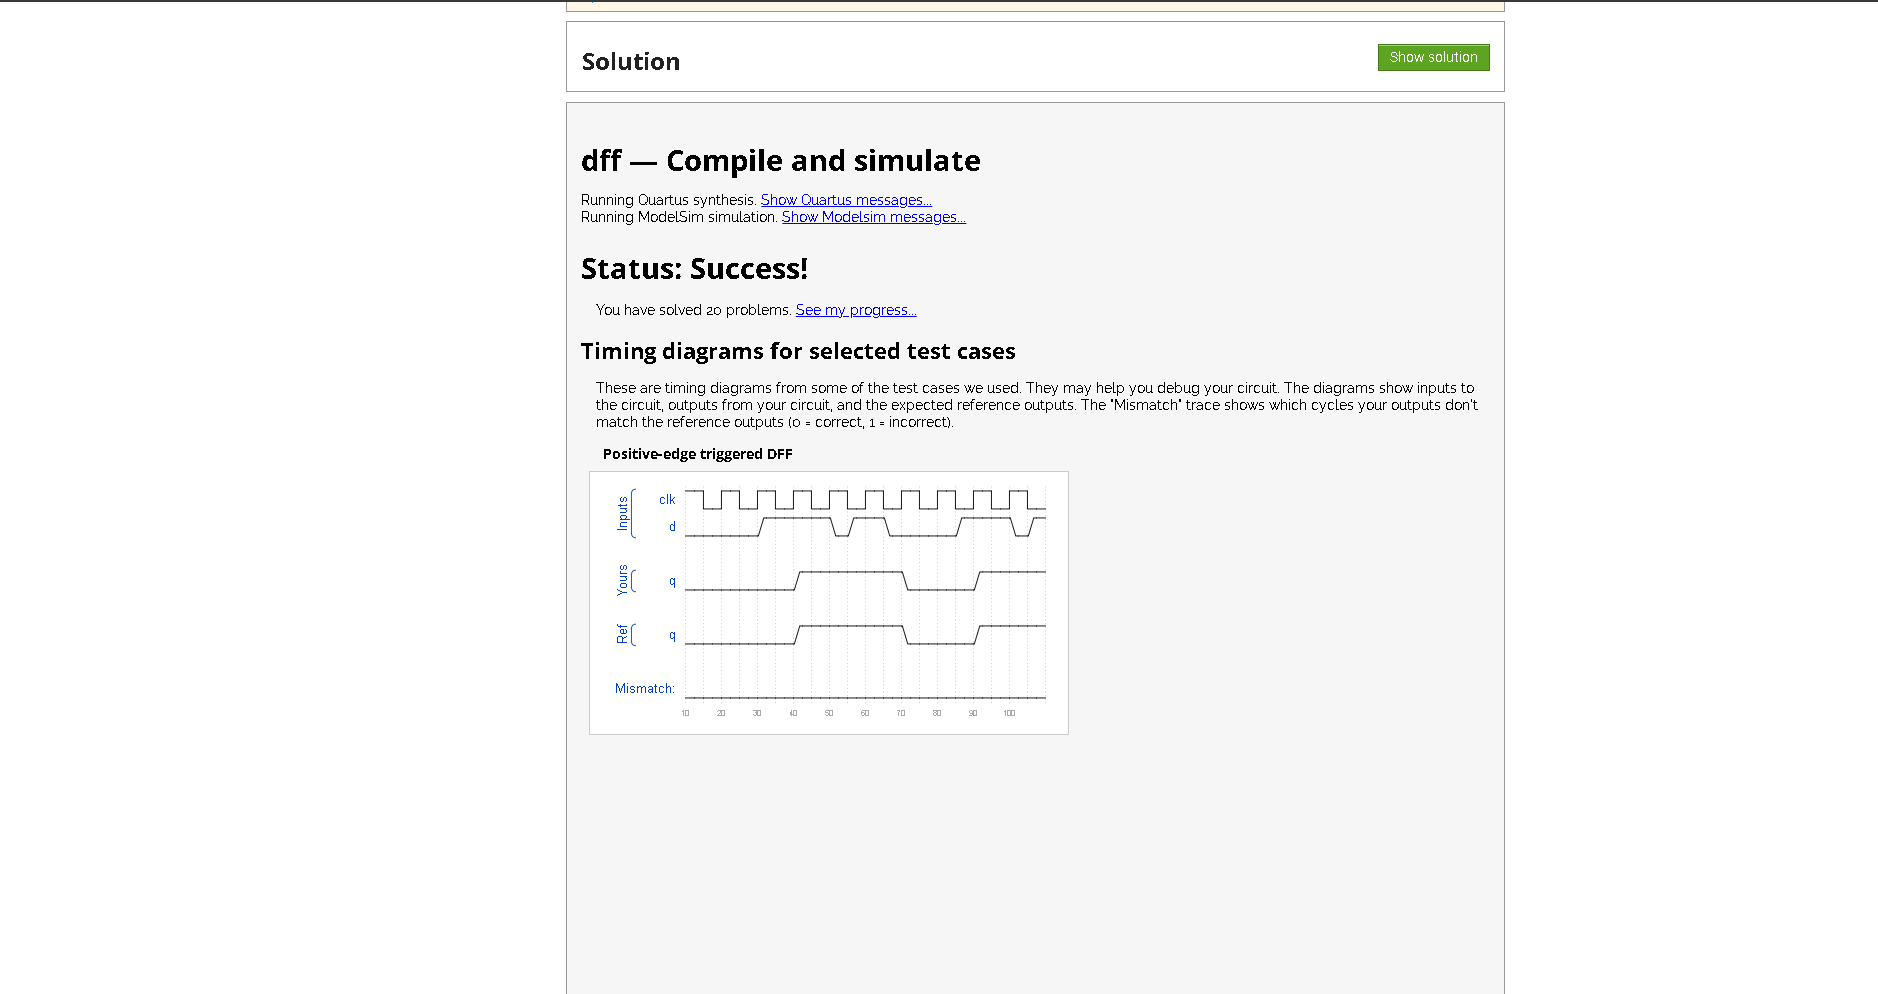 Solution
Show solution
dff — Compile and simulate
Running Quartus synthesis. Show Quartus messages...
Running ModelSim simulation. Show Modelsim messages...
Status: Success!
You have solved 20 problems. See my progress...
Timing diagrams for selected test cases
These are timing diagrams from some of the test cases we used. They may help you debug your circuit. The diagrams show inputs to
the circuit, outputs from your circuit, and the expected reference outputs. The "Mismatch" trace shows which cycles your outputs don't
match the reference outputs (0 = correct, 1 = incorrect).
Positive-edge triggered DFF
Inputs
clk
d
Yours
q
Ref
q
Mismatch:
10 20 30 40 50 60 70 80 90 100